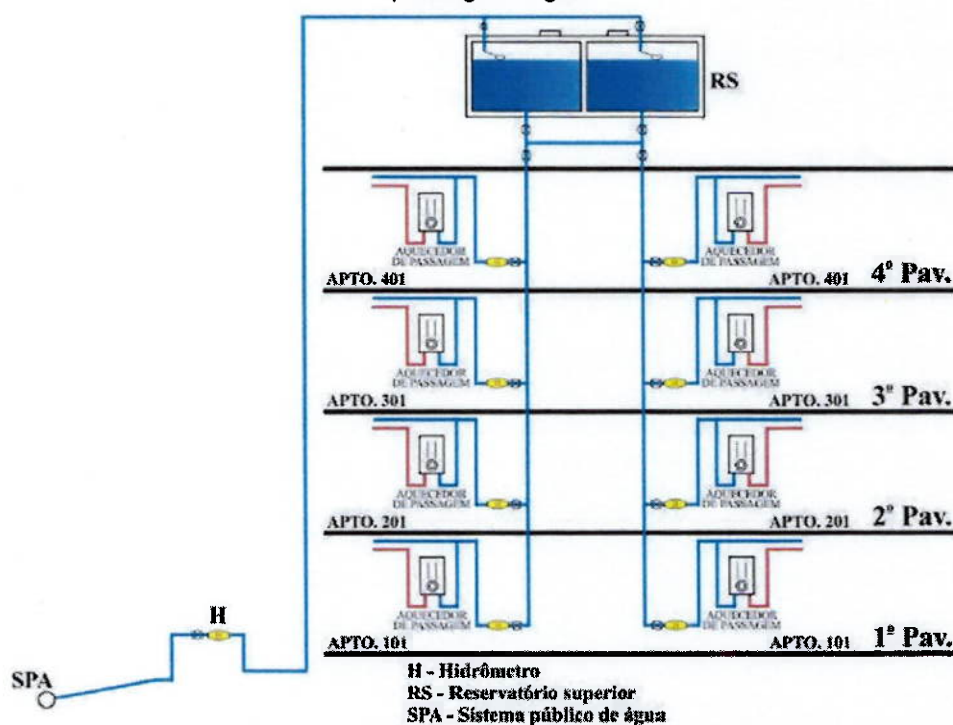 RS
AQUECEDOR
DE PASSAGEM
AQUECEDOR
DE PASSAGEM
APTO. 401
APTO. 401
4º Pav.
AQUECEDOR
DE PASSAGEM
AQUECEDOR
DE PASSAGEM
APTO. 301
APTO. 301
3º Pav.
AQUECEDOR
DE PASSAGEM
AQUECEDOR
DE PASSAGEM
APTO. 201
APTO. 201
2º Pav.
AQUECEDOR
DE PASSAGEM
AQUECEDOR
DE PASSAGEM
APTO. 101
APTO. 101
1º Pav.
H
SPA
H - Hidrômetro
RS - Reservatório superior
SPA - Sistema público de água